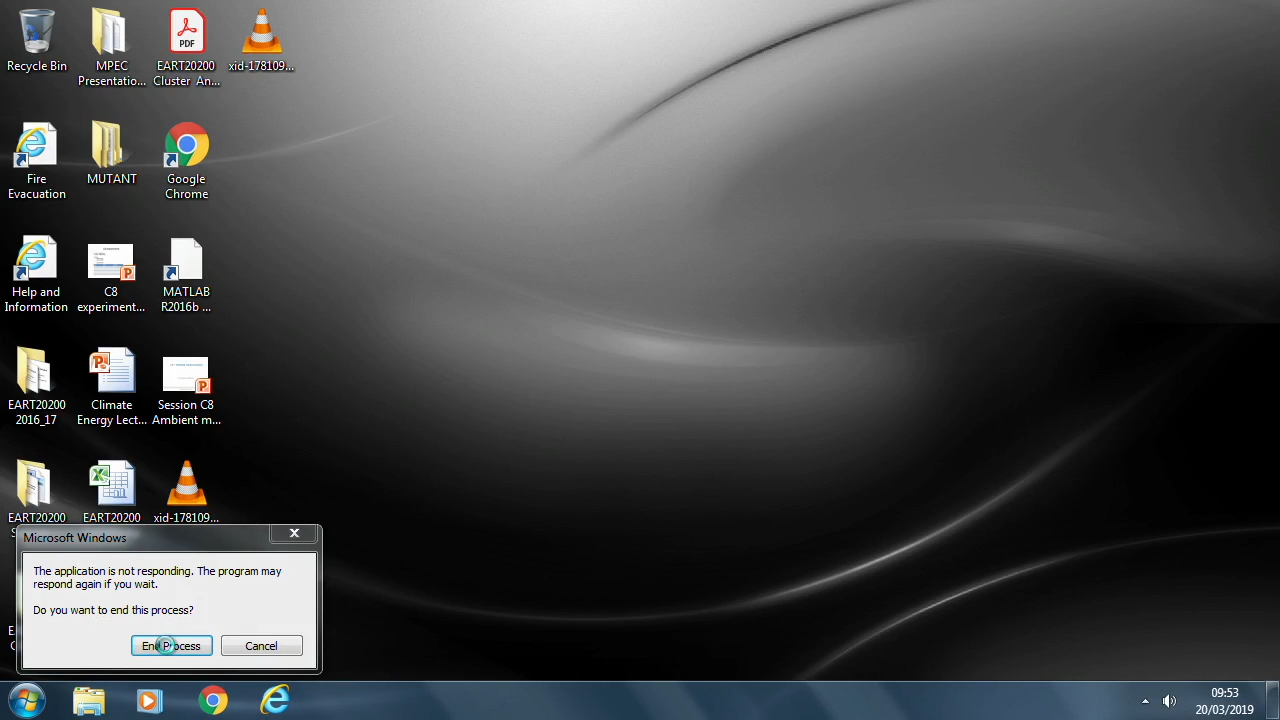 Recycle Bin
MPEC
Presentatio...
PDF
EART20200
Cluster_An...
xid-178109...
Fire
Evacuation
MUTANT
Google
Chrome
Help and
Information
C8
experiment...
MATLAB
R2016b ...
EART20200
2016_17
Climate
Energy Lect...
Session C8
Ambient m...
EART20200
EART20200
xid-178109...
Microsoft Windows
The application is not responding. The program may
respond again if you wait.
Do you want to end this process?
End Process
Cancel
09:53
20/03/2019